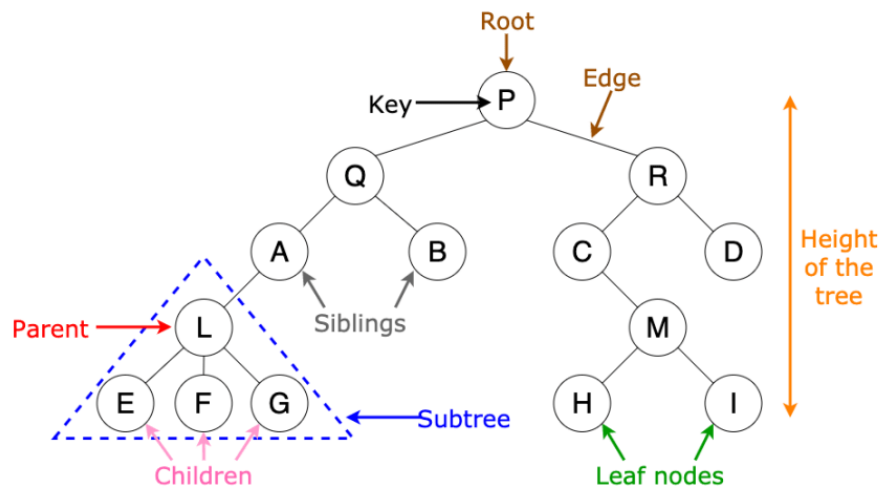 Root
Edge
Key
P
Q
R
A
B
C
D
Height
of the
tree
Siblings
Parent
L
M
E
F
G
H
I
Subtree
Children
Leaf nodes